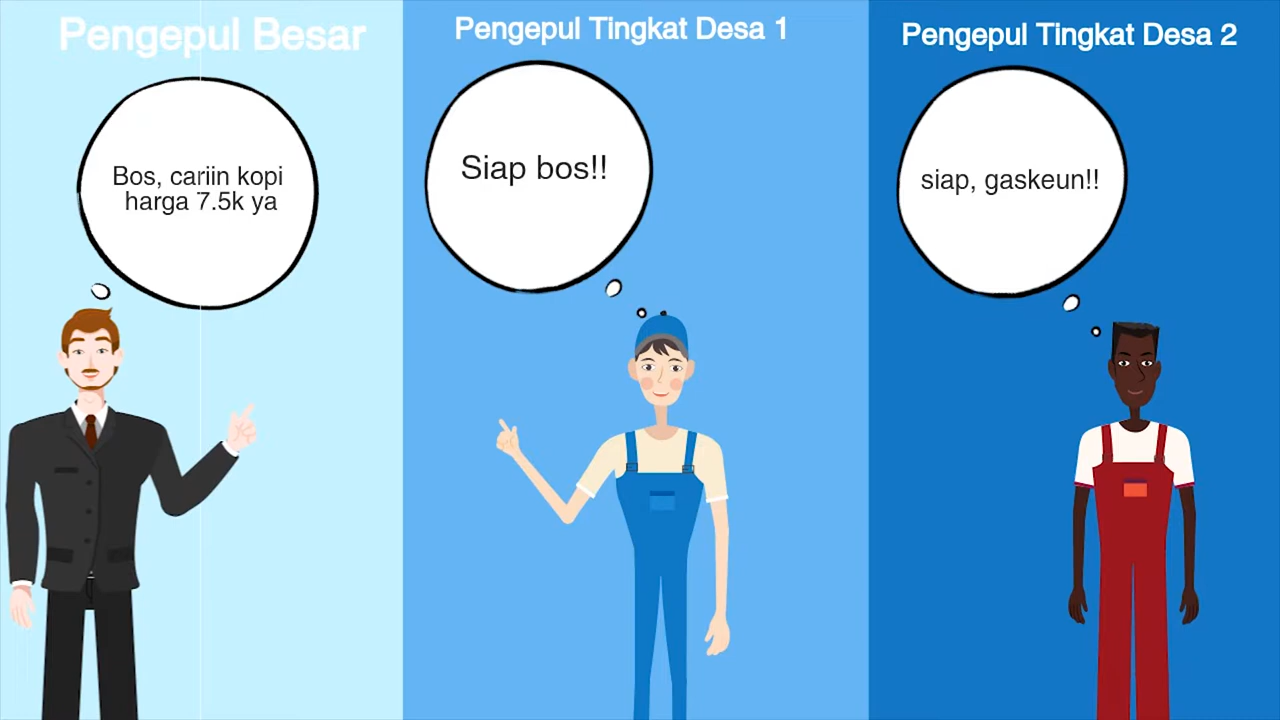 Pengepul Besar
Pengepul Tingkat Desa 1
Pengepul Tingkat Desa 2
Bos, cariin kopi
harga 7.5k ya
Siap bos!!
siap, gaskeun!!